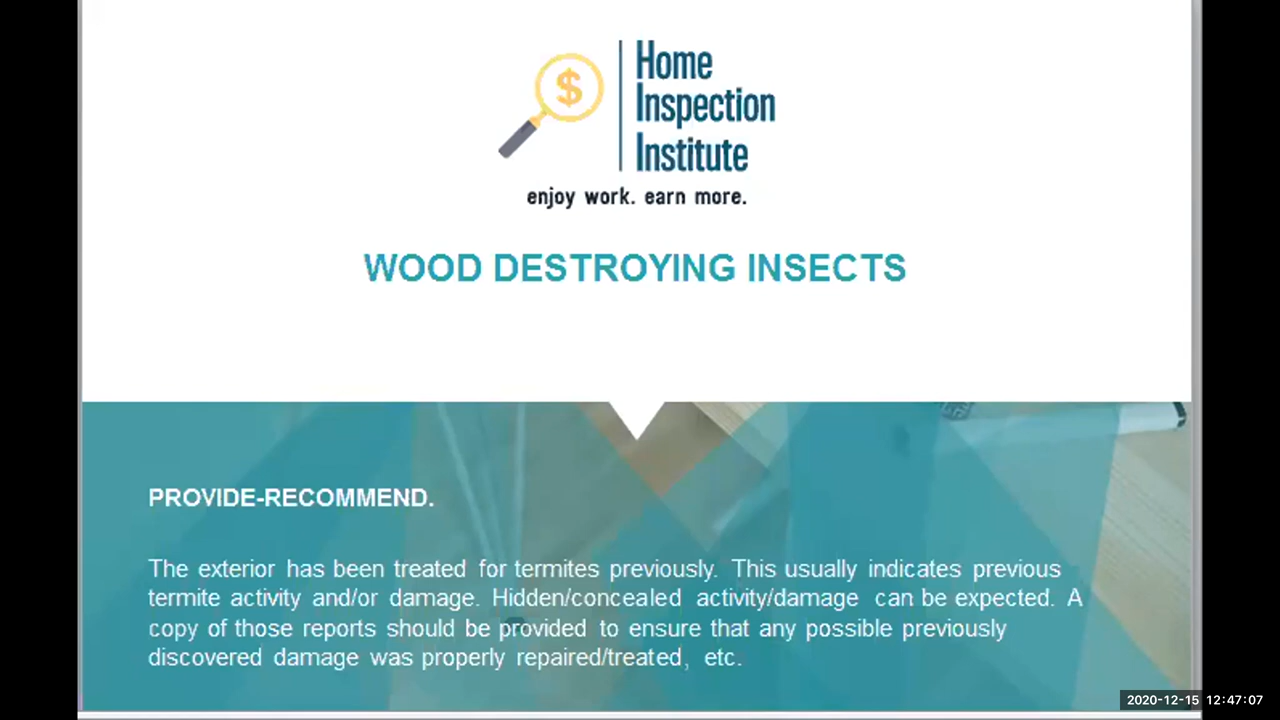 $
Home
Inspection
Institute
enjoy work. earn more.
WOOD DESTROYING INSECTS
PROVIDE-RECOMMEND.
The exterior has been treated for termites previously. This usually indicates previous
termite activity and/or damage. Hidden/concealed activity/damage can be expected. A
copy of those reports should be provided to ensure that any possible previously
discovered damage was properly repaired/treated, etc.
2020-12-15 12:47:07